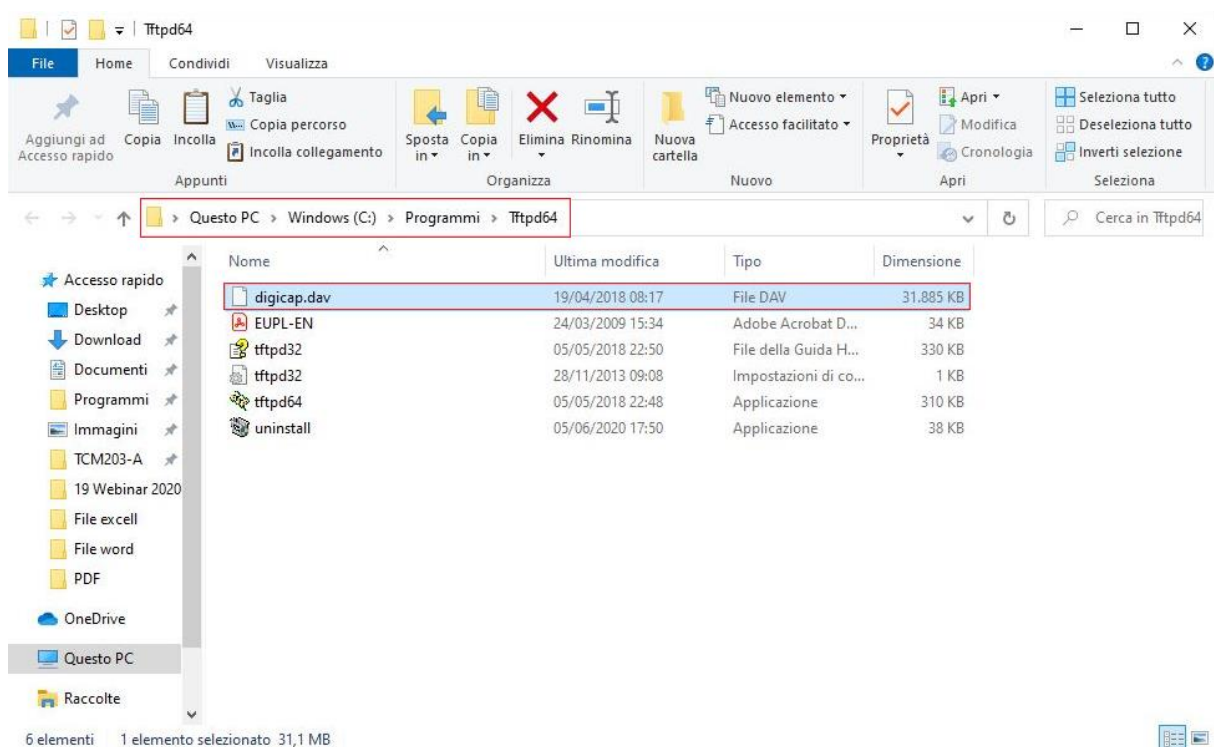 Tftpd64
File Home Condividi Visualizza
Aggiungi ad
Accesso rapido
Copia
Incolla
Taglia
Copia percorso
Incolla collegamento
Appunti
Sposta
in
Copia
in
Elimina
Rinomina
Organizza
Nuova
cartella
Nuovo elemento
Accesso facilitato
Nuovo
Proprietà
Apri
Modifica
Cronologia
Apri
Seleziona tutto
Deseleziona tutto
Inverti selezione
Seleziona
Questo PC > Windows (C:) > Programmi > Tftpd64
Cerca in Tftpd64
Accesso rapido
Desktop
Download
Documenti
Programmi
Immagini
TCM203-A
19 Webinar 2020
File excell
File word
PDF
OneDrive
Questo PC
Raccolte
Nome Ultima modifica Tipo Dimensione
digicap.dav 19/04/2018 08:17 File DAV 31.885 KB
EUPL-EN 24/03/2009 15:34 Adobe Acrobat D... 34 KB
tftpd32 05/05/2018 22:50 File della Guida H... 330 KB
tftpd32 28/11/2013 09:08 Impostazioni di co... 1 KB
tftpd64 05/05/2018 22:48 Applicazione 310 KB
uninstall 05/06/2020 17:50 Applicazione 38 KB
6 elementi 1 elemento selezionato 31,1 MB